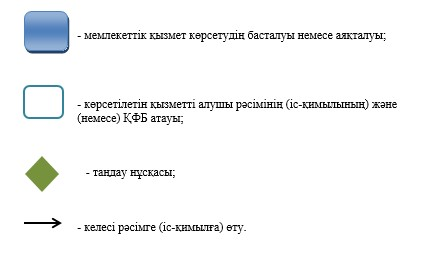 - мемлекеттік қызмет көрсетудің басталуы немесе аяқталуы;
- көрсетілетін қызметті алушы рәсімінің (іс-қимылының) және
(немесе) ҚФБ атауы;
- таңдау нұсқасы;
- келесі рәсімге (іс-қимылға) өту.